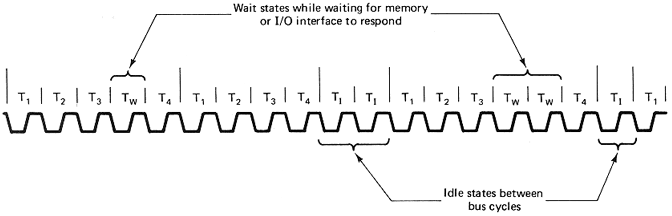 Wait states while waiting for memory
or I/O interface to respond
T1 T2 T3 TW T4 T1 T2 T3 T4 TI TI T1 T2 T3 TW TW T4 TI T1
Idle states between
bus cycles